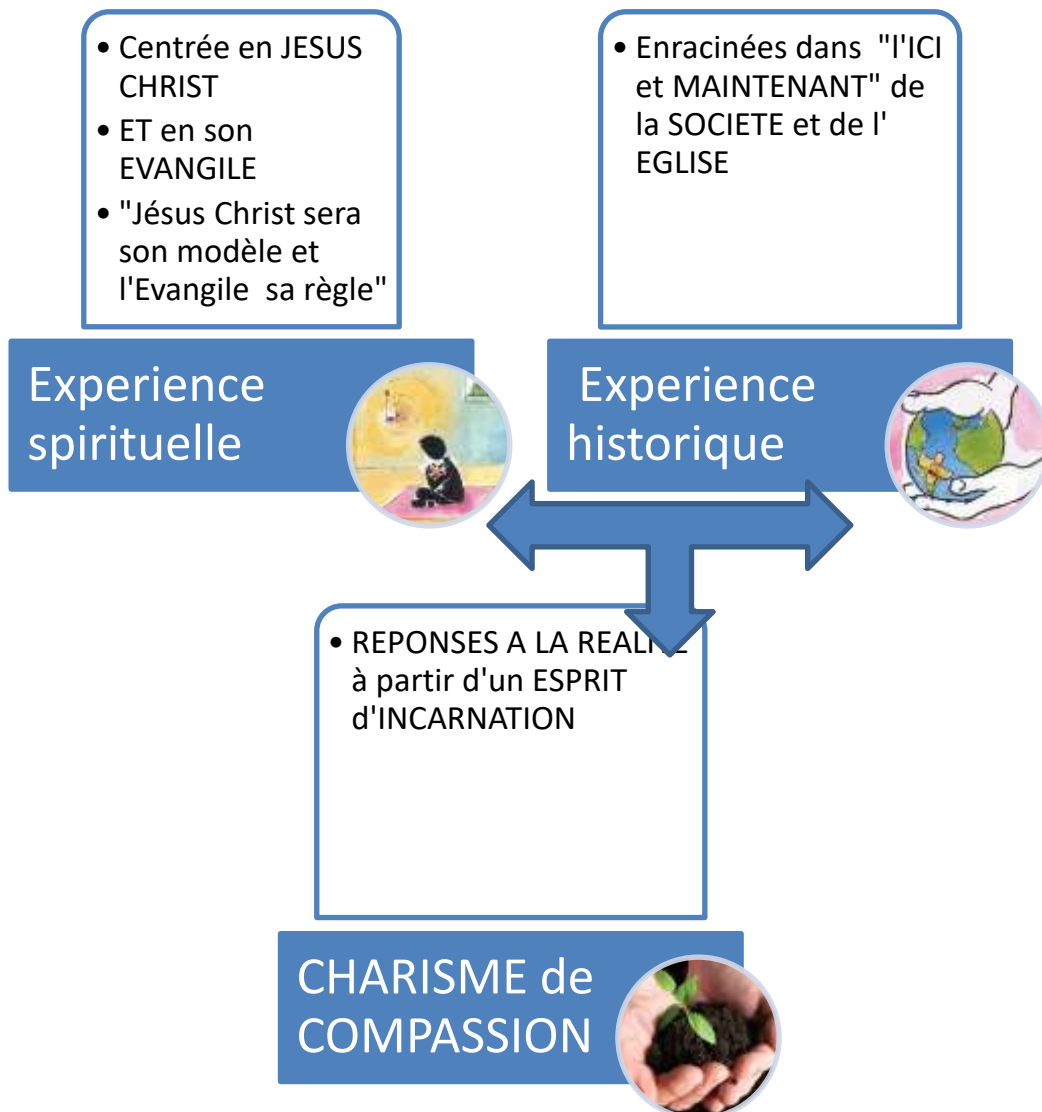 • Centrée en JESUS
CHRIST
• ET en son
EVANGILE
• "Jésus Christ sera
son modèle et
l'Evangile sa règle"
Experience
spirituelle
• Enracinées dans "l'ICI
et MAINTENANT" de
la SOCIETE et de l'
EGLISE
Experience
historique
• REPONSES A LA REALITE
à partir d'un ESPRIT
d'INCARNATION
CHARISME de
COMPASSION